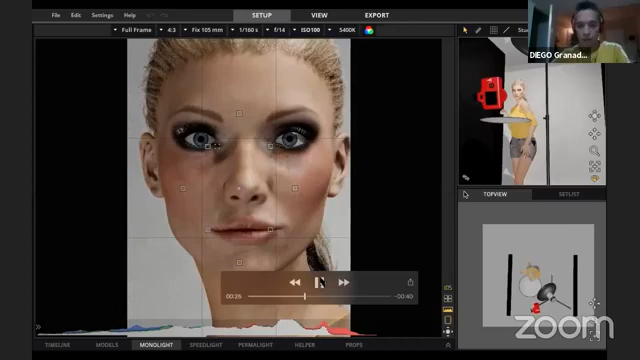 File Edit Settings Help
SETUP VIEW EXPORT
Full Frame 4:3 Fix 105 mm 1/160 s f/14 ISO100 5400K
DIEGO Granad...
TOPVIEW SETLIST
00:26 -00:40
TIMELINE MODELS MONOLIGHT SPEEDLIGHT PERMALIGHT HELPER PROPS
zoom